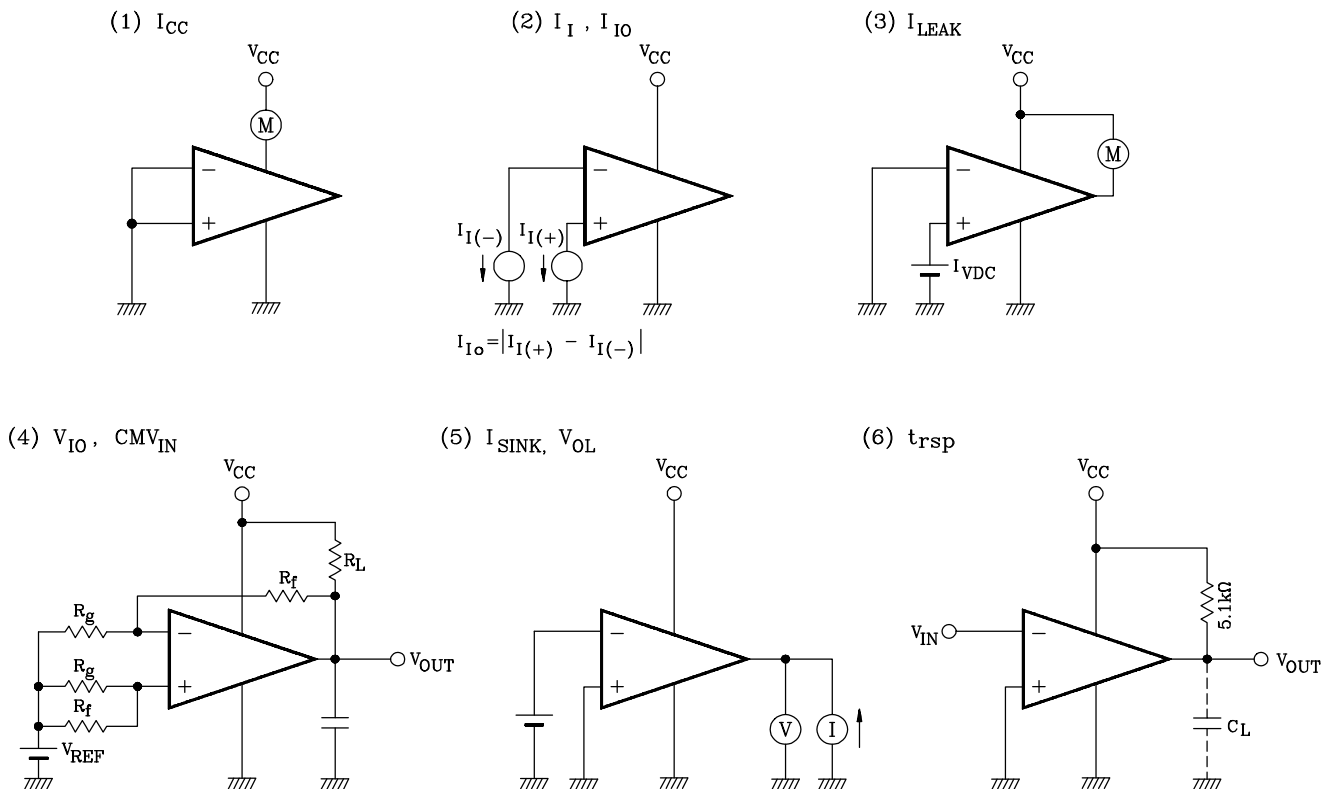 (1) I_CC
V_CC
M
−
+
(2) I_I , I_IO
V_CC
−
+
I_I(−) I_I(+)
I_Io=|I_I(+) − I_I(−)|
(3) I_LEAK
V_CC
M
−
+
I_VDC
(4) V_IO, CMV_IN
V_CC
R_L
R_f
R_g
−
V_OUT
R_g
+
R_f
V_REF
(5) I_SINK, V_OL
V_CC
−
+
V I
(6) t_rsp
V_CC
5.1kΩ
V_IN
−
V_OUT
+
C_L